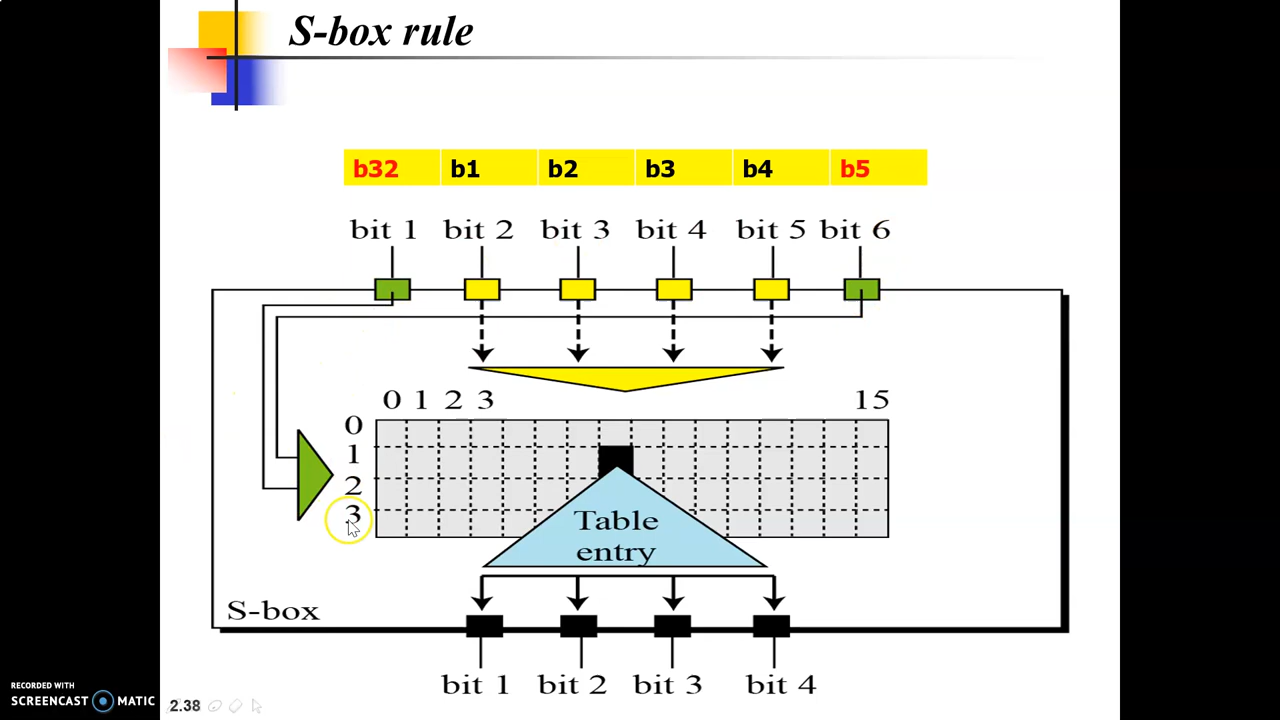 S-box rule
b32 b1 b2 b3 b4 b5
bit 1 bit 2 bit 3 bit 4 bit 5 bit 6
0 1 2 3 15
0
1
2
3
Table
entry
S-box
bit 1 bit 2 bit 3 bit 4
RECORDED WITH
SCREENCAST MATIC
2.38